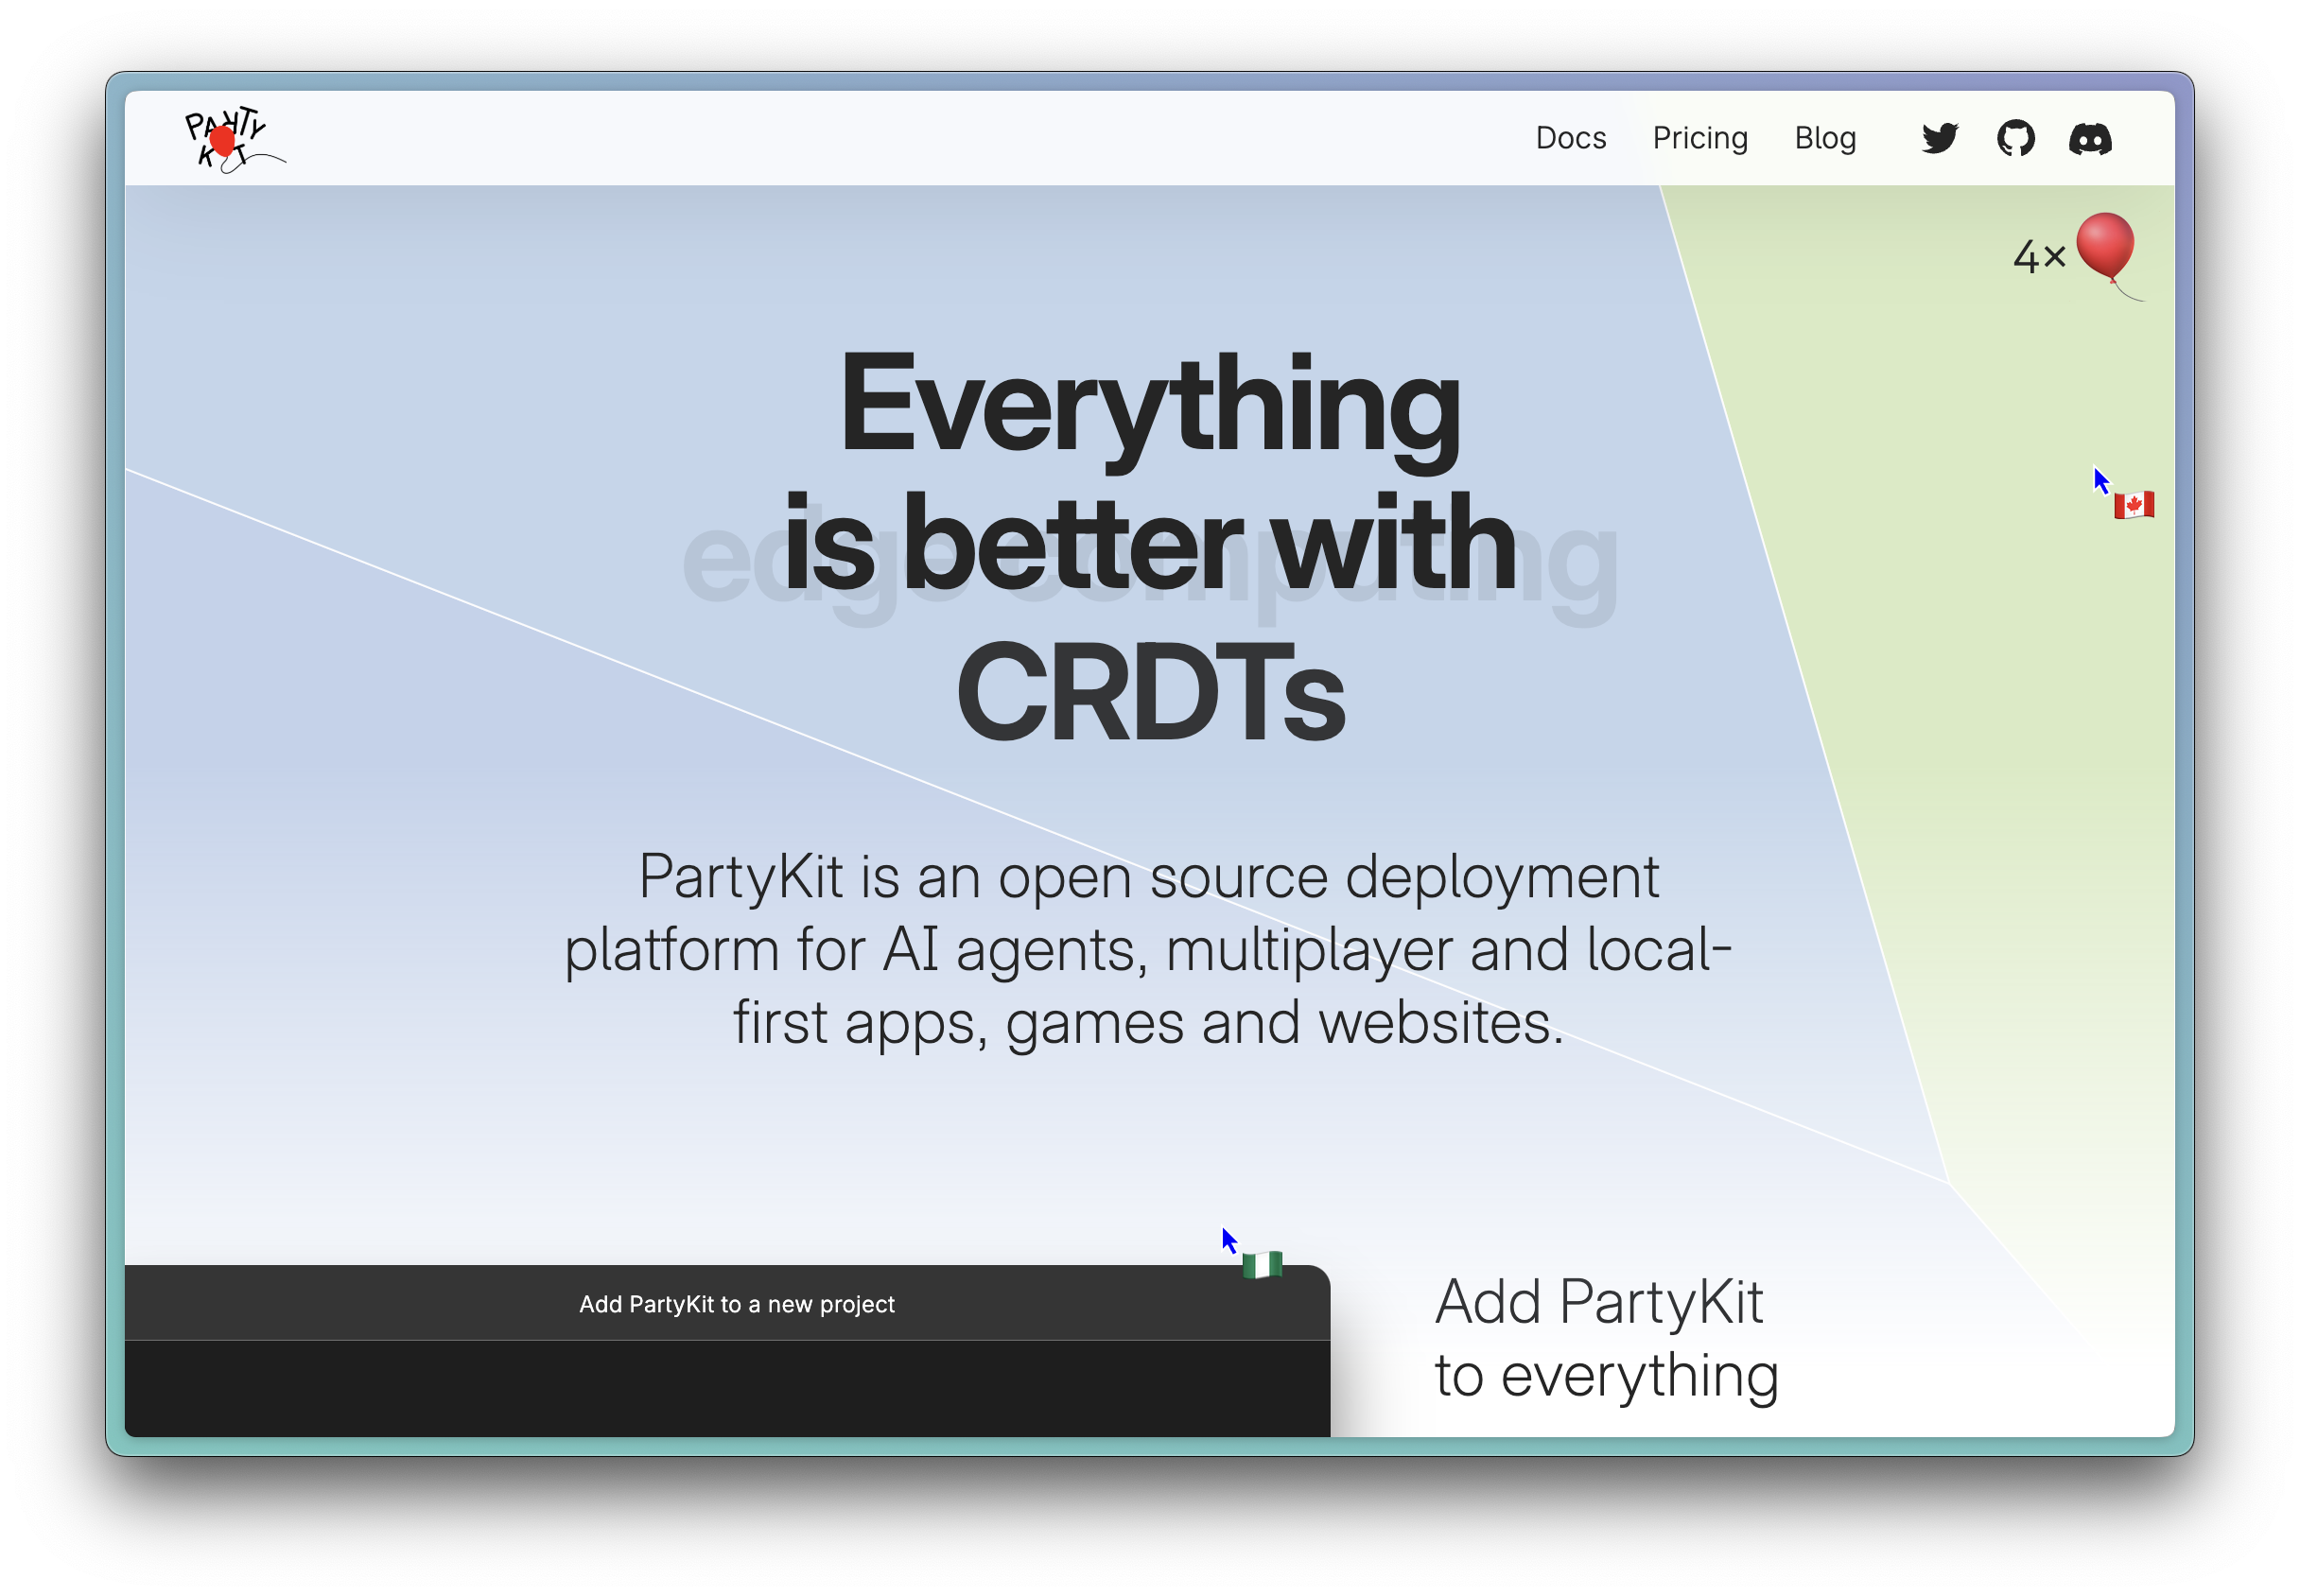 PARTY
KIT
Docs Pricing Blog
4×
Everything
is better with
edge computing
CRDTs
PartyKit is an open source deployment
platform for AI agents, multiplayer and local-
first apps, games and websites.
Add PartyKit to a new project
Add PartyKit
to everything